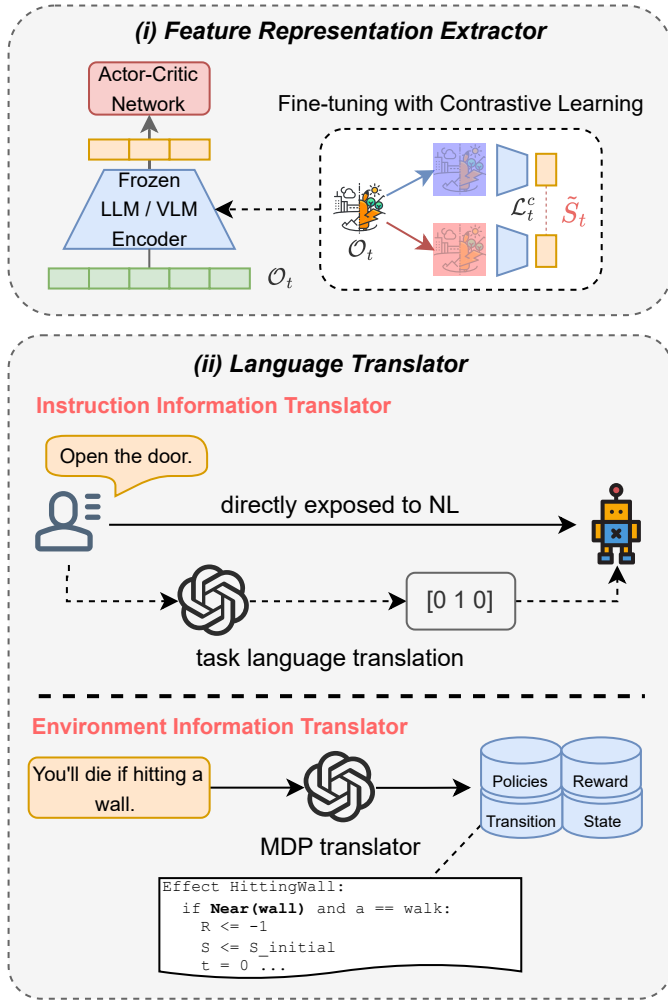 (i) Feature Representation Extractor
Actor-Critic
Network
Fine-tuning with Contrastive Learning
Frozen
LLM / VLM
Encoder
𝒪ₜ
𝒪ₜ
ℒₜᶜ
S̃ₜ
(ii) Language Translator
Instruction Information Translator
Open the door.
directly exposed to NL
[0 1 0]
task language translation
Environment Information Translator
You'll die if hitting a
wall.
MDP translator
Policies
Reward
Transition
State
Effect HittingWall:
if Near(wall) and a == walk:
R <= -1
S <= S_initial
t = 0 ...